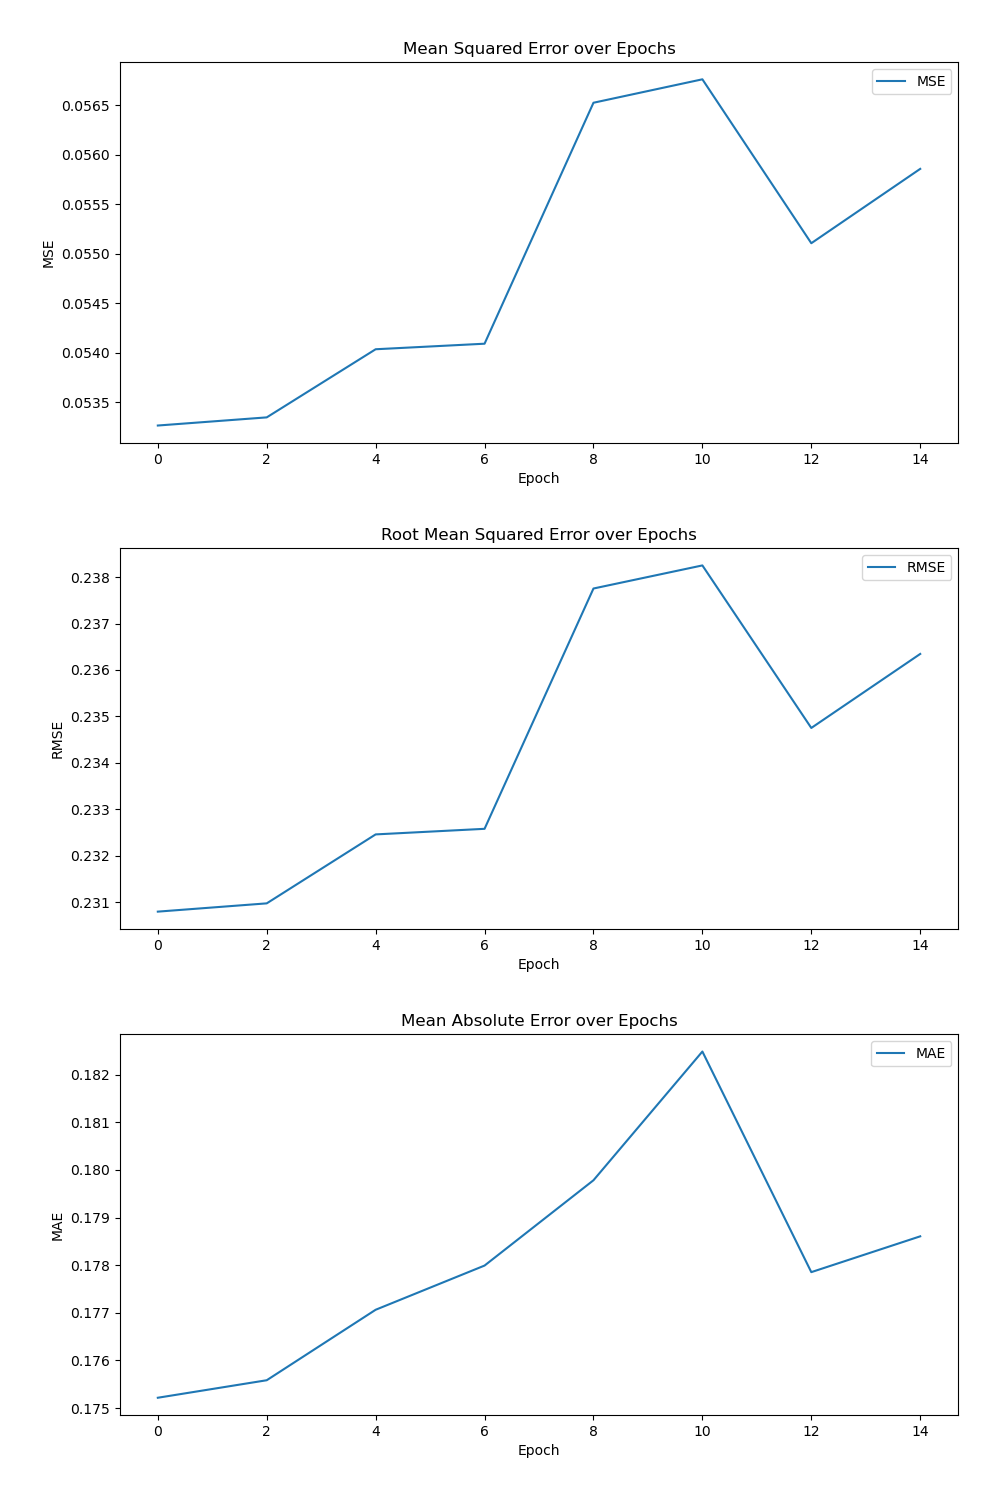 Mean Squared Error over Epochs
MSE
0.0565
0.0560
0.0555
0.0550
0.0545
0.0540
0.0535
MSE
0 2 4 6 8 10 12 14
Epoch
Root Mean Squared Error over Epochs
RMSE
0.238
0.237
0.236
0.235
0.234
0.233
0.232
0.231
RMSE
0 2 4 6 8 10 12 14
Epoch
Mean Absolute Error over Epochs
MAE
0.182
0.181
0.180
0.179
0.178
0.177
0.176
0.175
MAE
0 2 4 6 8 10 12 14
Epoch